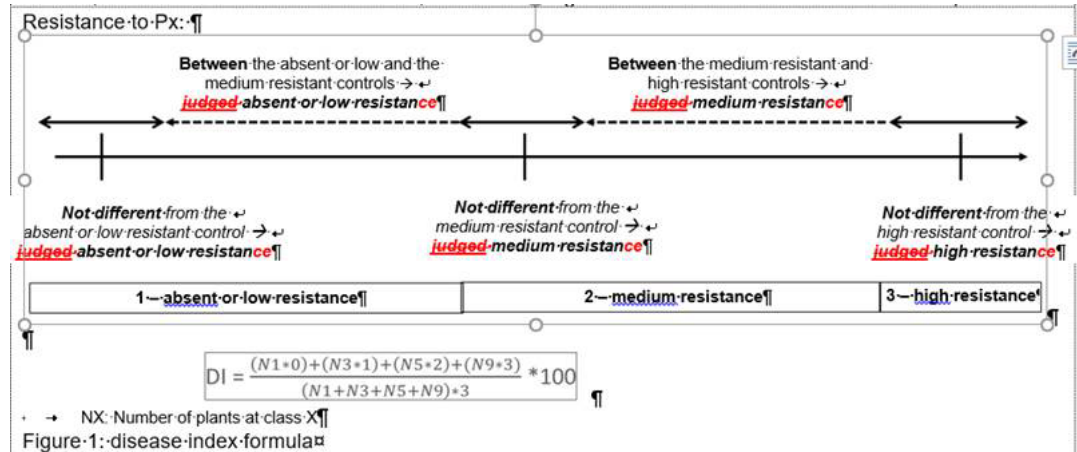 Resistance to Px: ¶
Between the absent or low and the
medium resistant controls → ↵
judged absent or low resistance¶
Between the medium resistant and
high resistant controls → ↵
judged medium resistance¶
Not different from the ↵
absent or low resistant control → ↵
judged absent or low resistance¶
Not different from the ↵
medium resistant control → ↵
judged medium resistance¶
Not different from the ↵
high resistant control → ↵
judged high resistance¶
1 – absent or low resistance¶
2 – medium resistance¶
3 – high resistance¶
¶
¶
DI = (N1*0)+(N3*1)+(N5*2)+(N9*3) / (N1+N3+N5+N9)*3 *100 ¶
→ NX: Number of plants at class X¶
Figure 1: disease index formula¤